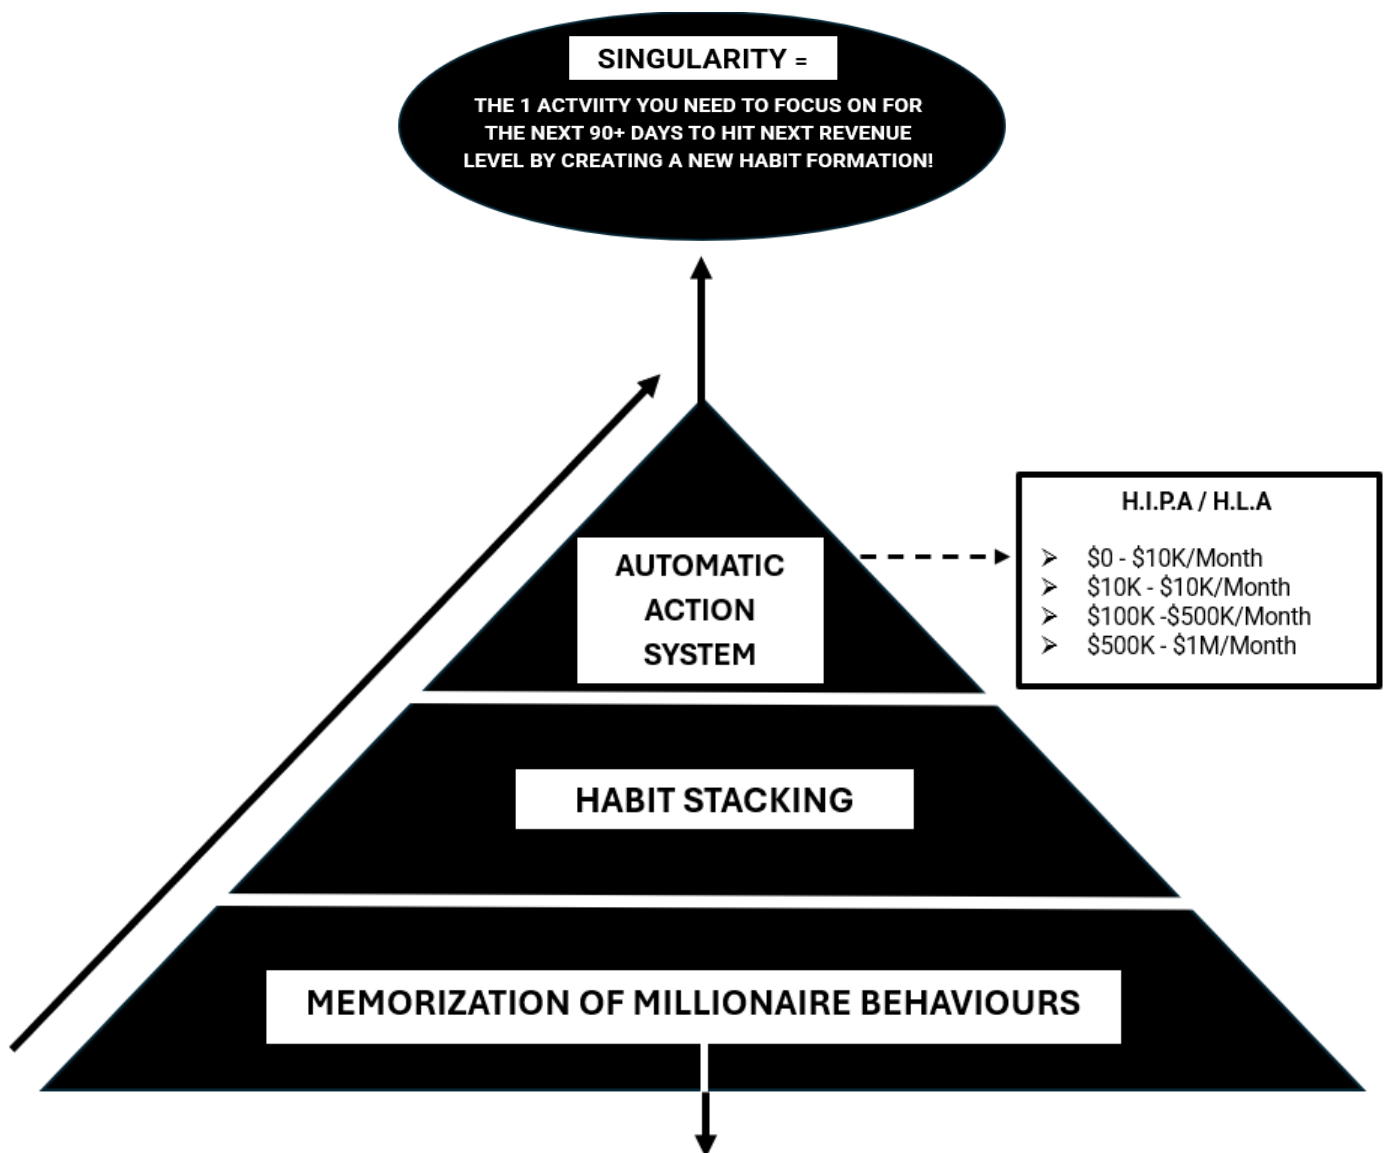 SINGULARITY =
THE 1 ACTVIITY YOU NEED TO FOCUS ON FOR
THE NEXT 90+ DAYS TO HIT NEXT REVENUE
LEVEL BY CREATING A NEW HABIT FORMATION!
H.I.P.A / H.L.A
➢ $0 - $10K/Month
➢ $10K - $10K/Month
➢ $100K -$500K/Month
➢ $500K - $1M/Month
AUTOMATIC
ACTION
SYSTEM
HABIT STACKING
MEMORIZATION OF MILLIONAIRE BEHAVIOURS